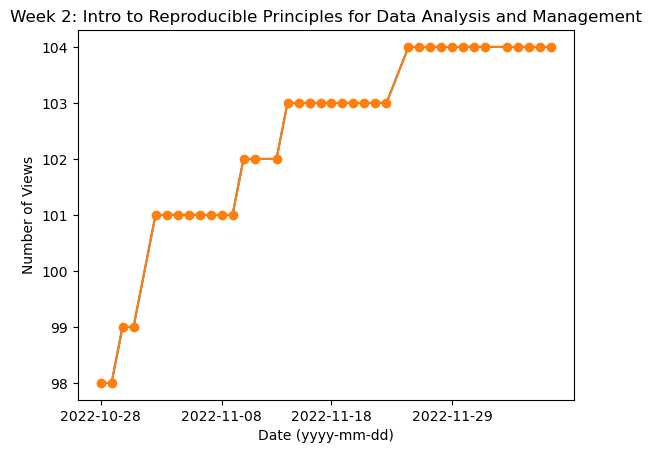 Week 2: Intro to Reproducible Principles for Data Analysis and Management
104
103
102
101
100
99
98
Number of Views
2022-10-28 2022-11-08 2022-11-18 2022-11-29
Date (yyyy-mm-dd)